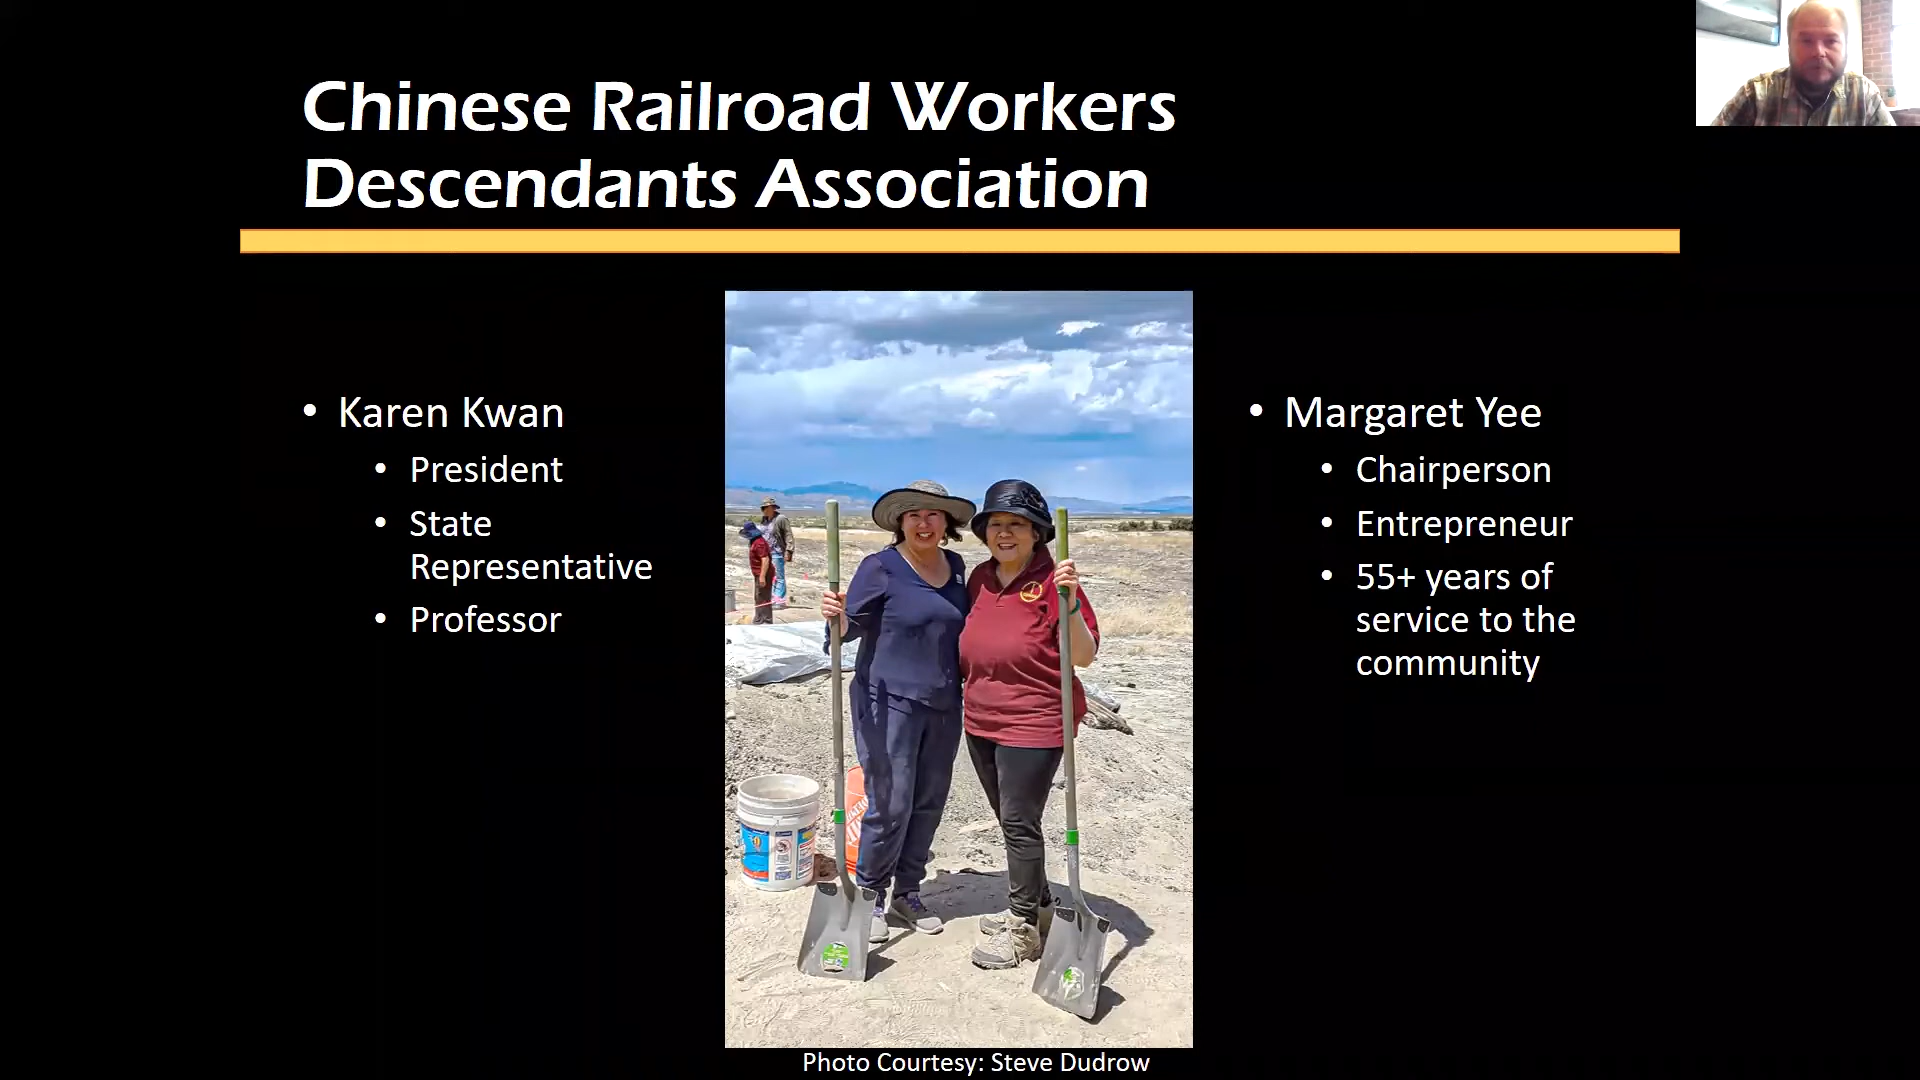 Chinese Railroad Workers
Descendants Association
• Karen Kwan
• President
• State
Representative
• Professor
• Margaret Yee
• Chairperson
• Entrepreneur
• 55+ years of
service to the
community
Photo Courtesy: Steve Dudrow